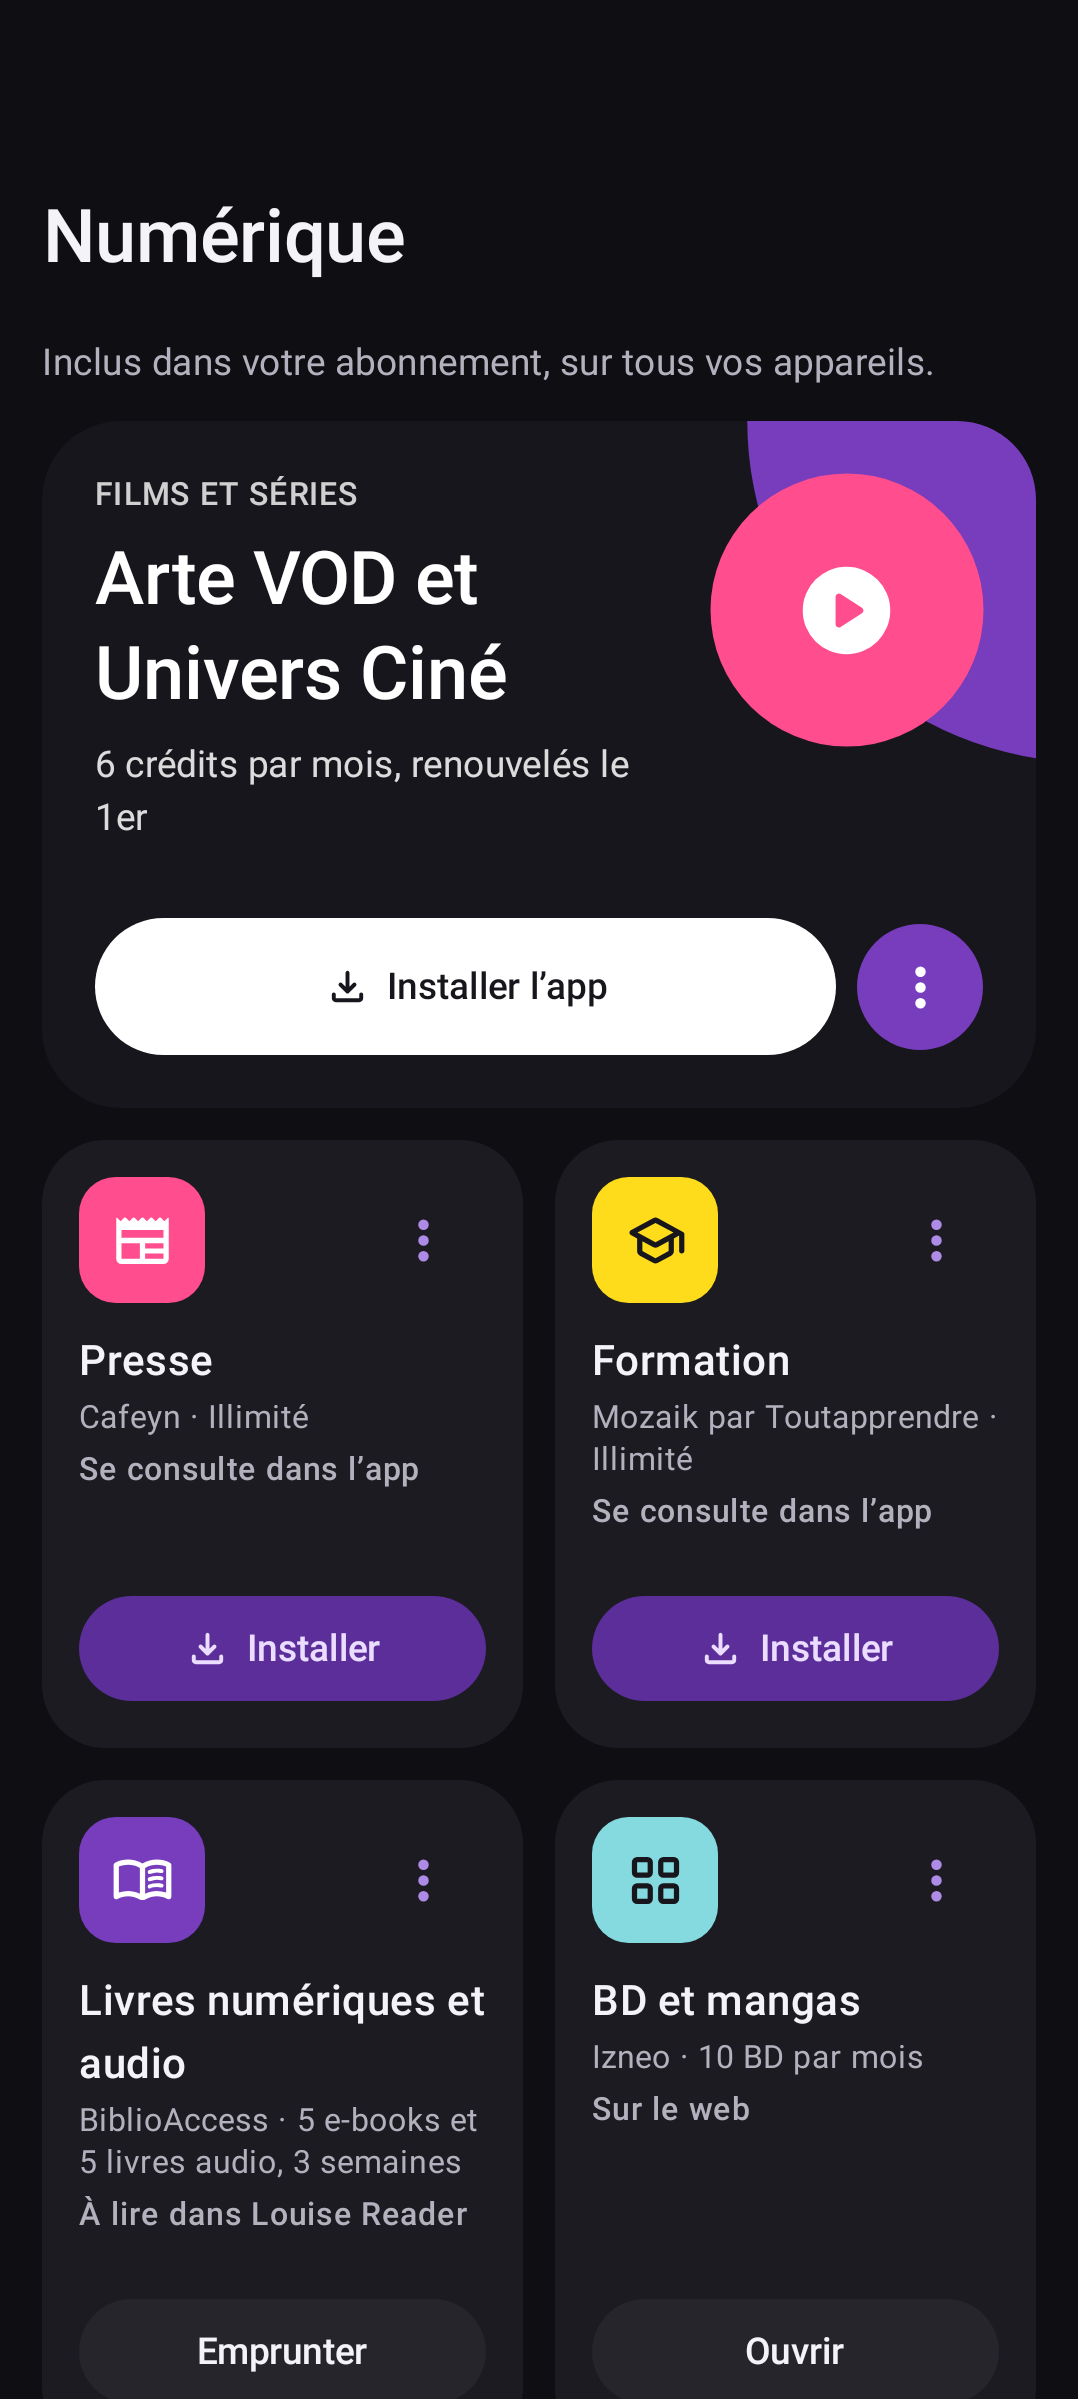 Numérique
Inclus dans votre abonnement, sur tous vos appareils.
FILMS ET SÉRIES
Arte VOD et
Univers Ciné
6 crédits par mois, renouvelés le
1er
Installer l’app
Presse
Cafeyn · Illimité
Se consulte dans l’app
Installer
Formation
Mozaik par Toutapprendre ·
Illimité
Se consulte dans l’app
Installer
Livres numériques et
audio
BiblioAccess · 5 e-books et
5 livres audio, 3 semaines
À lire dans Louise Reader
Emprunter
BD et mangas
Izneo · 10 BD par mois
Sur le web
Ouvrir